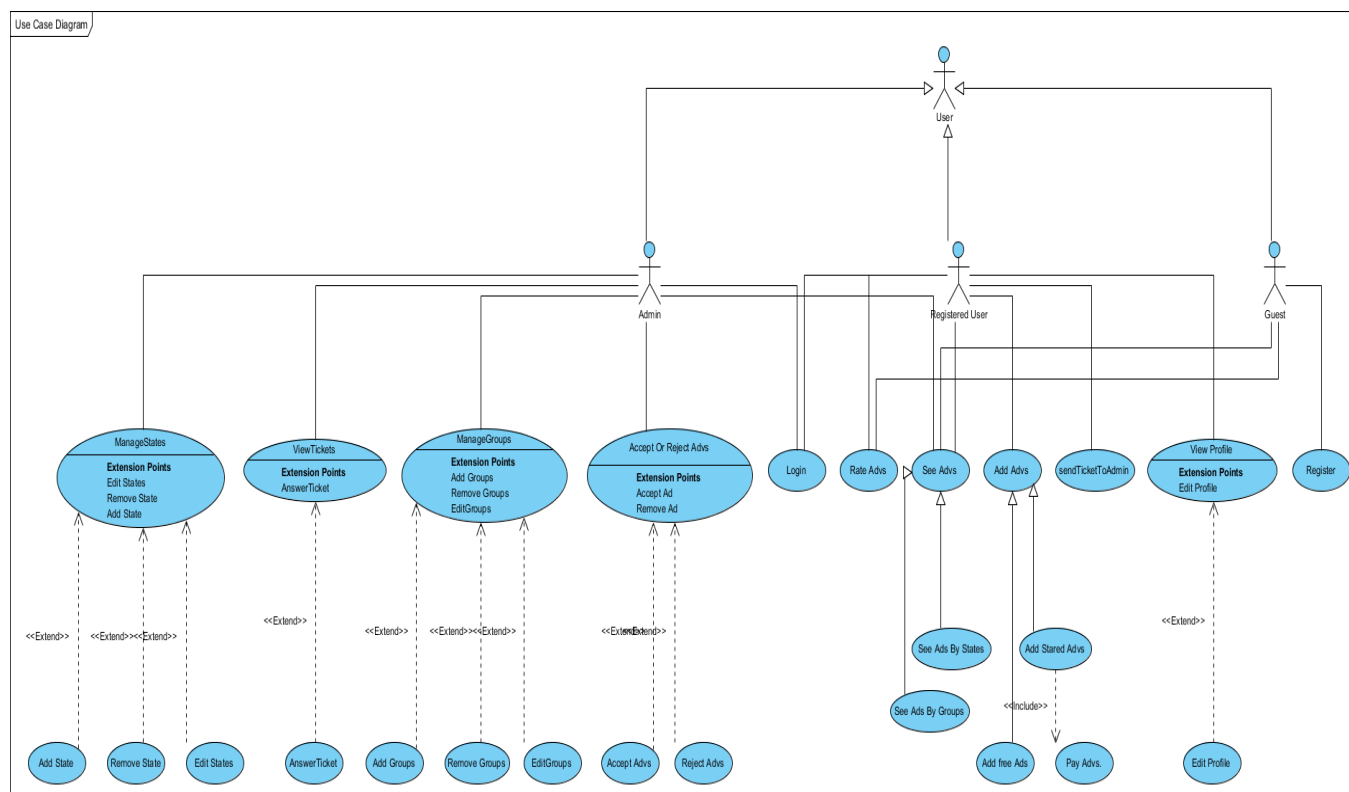 Use Case Diagram
User
Admin
Registered User
Guest
ManageStates
Extension Points
Edit States
Remove State
Add State
ViewTickets
Extension Points
AnswerTicket
ManageGroups
Extension Points
Add Groups
Remove Groups
EditGroups
Accept Or Reject Advs
Extension Points
Accept Ad
Remove Ad
Login
Rate Advs
See Advs
Add Advs
sendTicketToAdmin
View Profile
Extension Points
Edit Profile
Register
<<Extend>>
<<Extend>>
<<Extend>>
<<Extend>>
<<Extend>>
<<Extend>>
<<Extend>>
<<Extend>>
<<Extend>>
<<Extend>>
See Ads By States
Add Stared Advs
See Ads By Groups
<<Include>>
Add State
Remove State
Edit States
AnswerTicket
Add Groups
Remove Groups
EditGroups
Accept Advs
Reject Advs
Add free Ads
Pay Advs.
Edit Profile